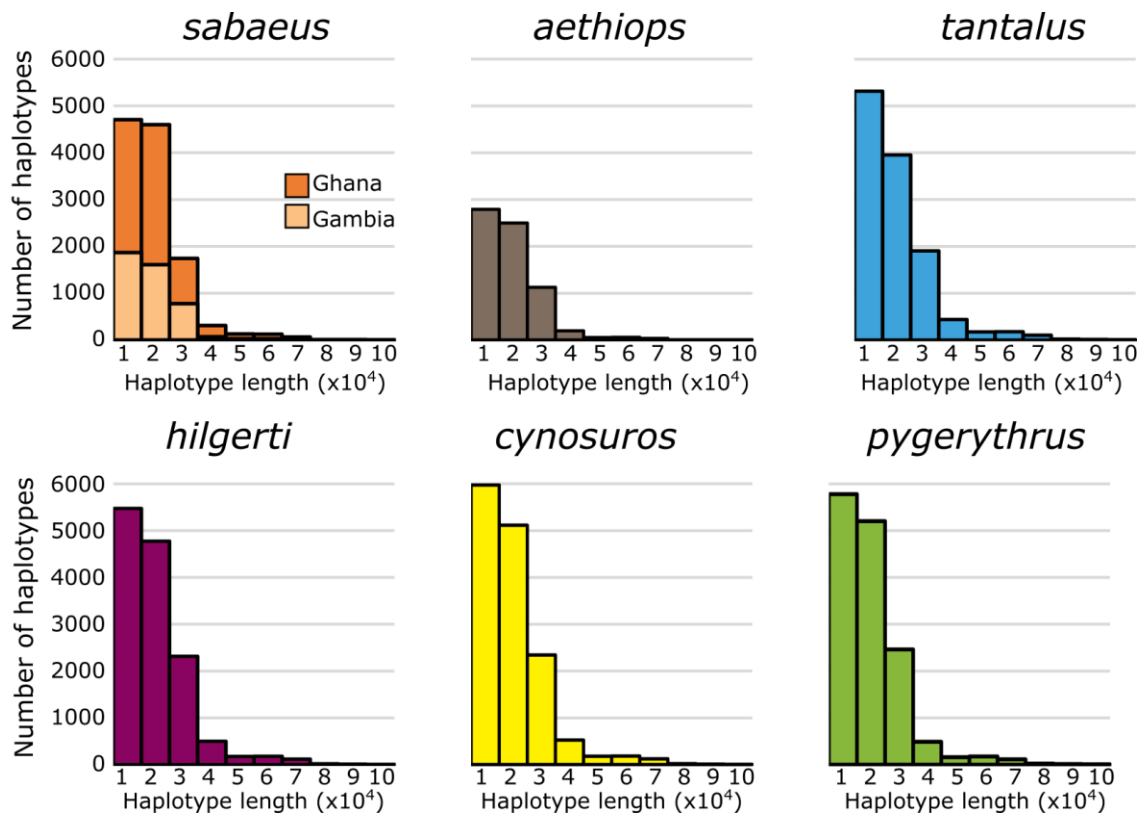 sabaeus
aethiops
tantalus
Number of haplotypes
6000
5000
4000
3000
2000
1000
0
Ghana
Gambia
1 2 3 4 5 6 7 8 9 10
Haplotype length (x10⁴)
1 2 3 4 5 6 7 8 9 10
Haplotype length (x10⁴)
1 2 3 4 5 6 7 8 9 10
Haplotype length (x10⁴)
hilgerti
cynosuros
pygerythrus
Number of haplotypes
6000
5000
4000
3000
2000
1000
0
1 2 3 4 5 6 7 8 9 10
Haplotype length (x10⁴)
1 2 3 4 5 6 7 8 9 10
Haplotype length (x10⁴)
1 2 3 4 5 6 7 8 9 10
Haplotype length (x10⁴)